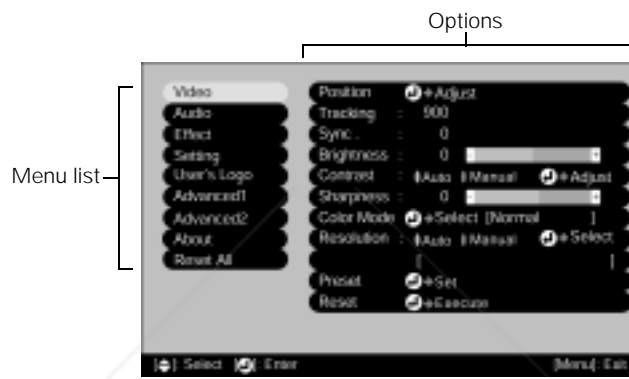 Options
Menu list
Video
Audio
Effect
Setting
User's Logo
Advanced1
Advanced2
About
Reset All
Position +Adjust
Tracking : 900
Sync. : 0
Brightness : 0 - +
Contrast : Auto Manual +Adjust
Sharpness : 0 - +
Color Mode +Select [Normal ]
Resolution : Auto Manual +Select
[ ]
Preset +Set
Reset +Execute
[ ]: Select [ ]: Enter [Menu]: Exit